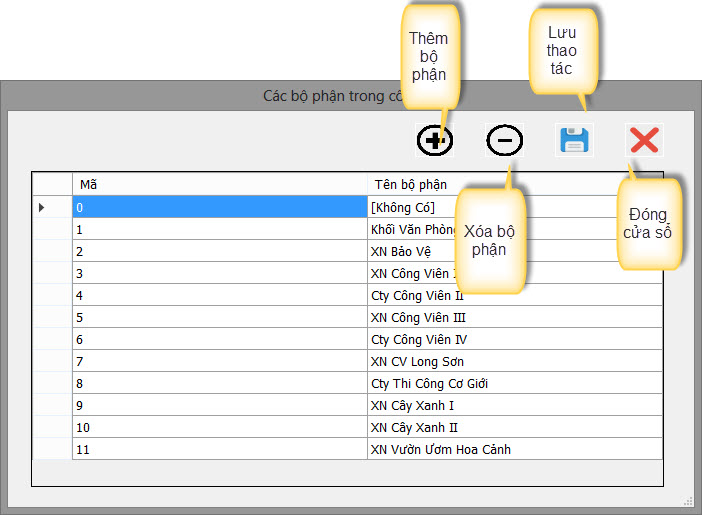 Thêm
bộ
phận
Lưu
thao
tác
Các bộ phận trong
Xóa bộ
phận
Đóng
cửa sổ
Mã Tên bộ phận
0 [Không Có]
1 Khối Văn Phòng
2 XN Bảo Vệ
3 XN Công Viên
4 Cty Công Viên II
5 XN Công Viên III
6 Cty Công Viên IV
7 XN CV Long Sơn
8 Cty Thi Công Cơ Giới
9 XN Cây Xanh I
10 XN Cây Xanh II
11 XN Vườn Ươm Hoa Cảnh